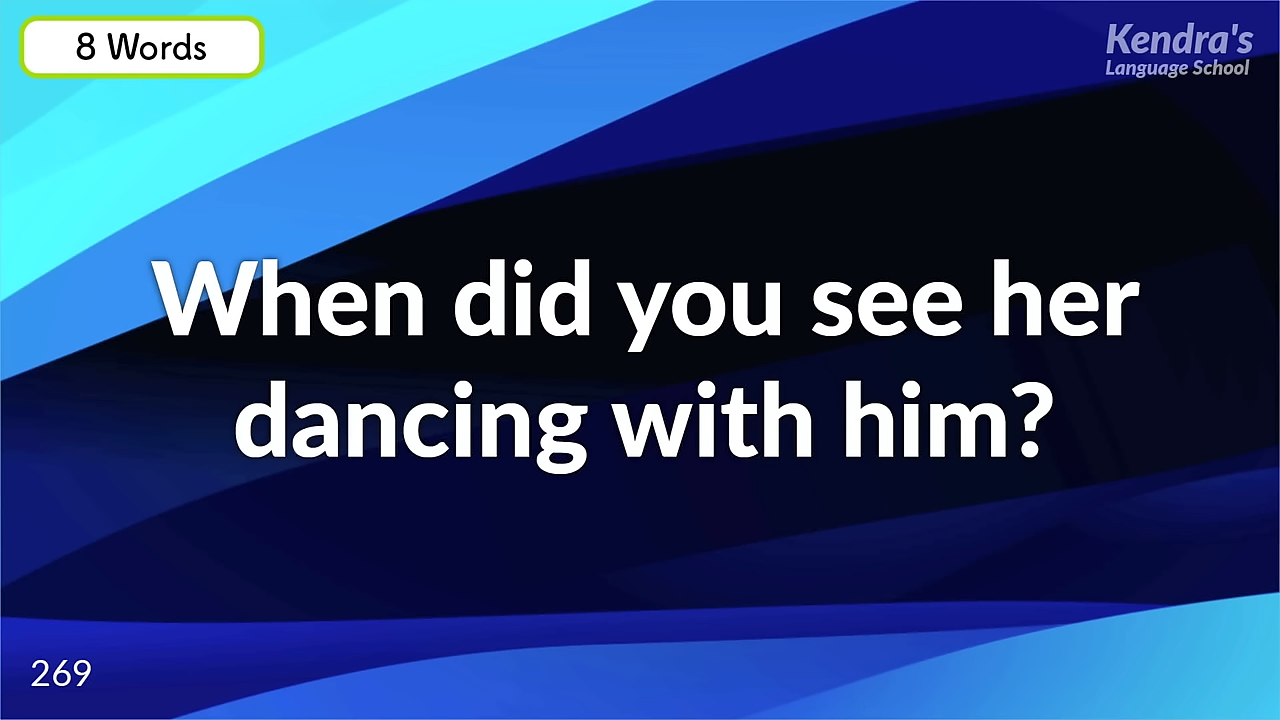 8 Words
Kendra's
Language School
When did you see her
dancing with him?
269